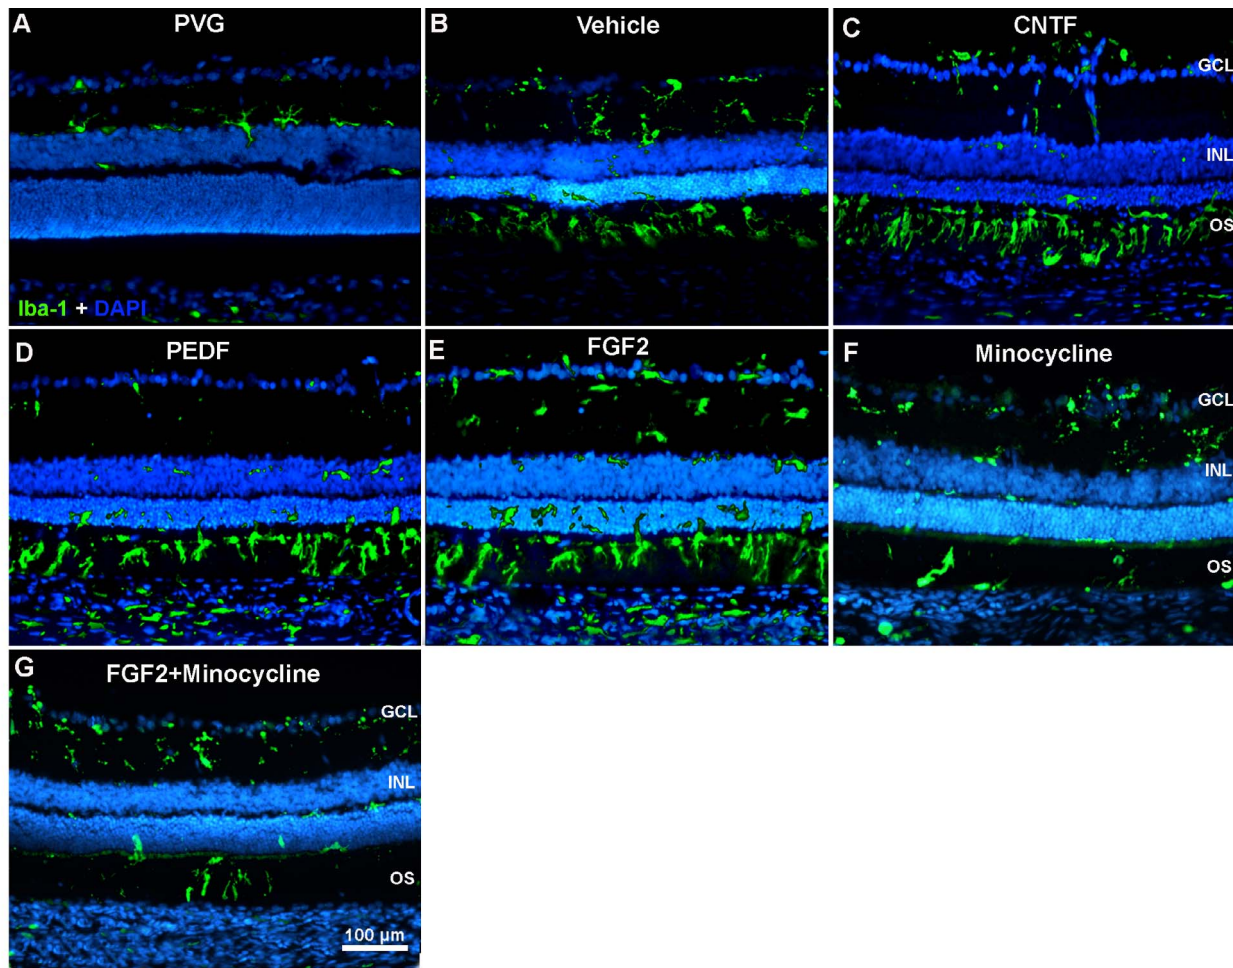 A
PVG
Iba-1 + DAPI
B
Vehicle
C
CNTF
GCL
INL
OS
D
PEDF
E
FGF2
F
Minocycline
GCL
INL
OS
G
FGF2+Minocycline
GCL
INL
OS
100 µm